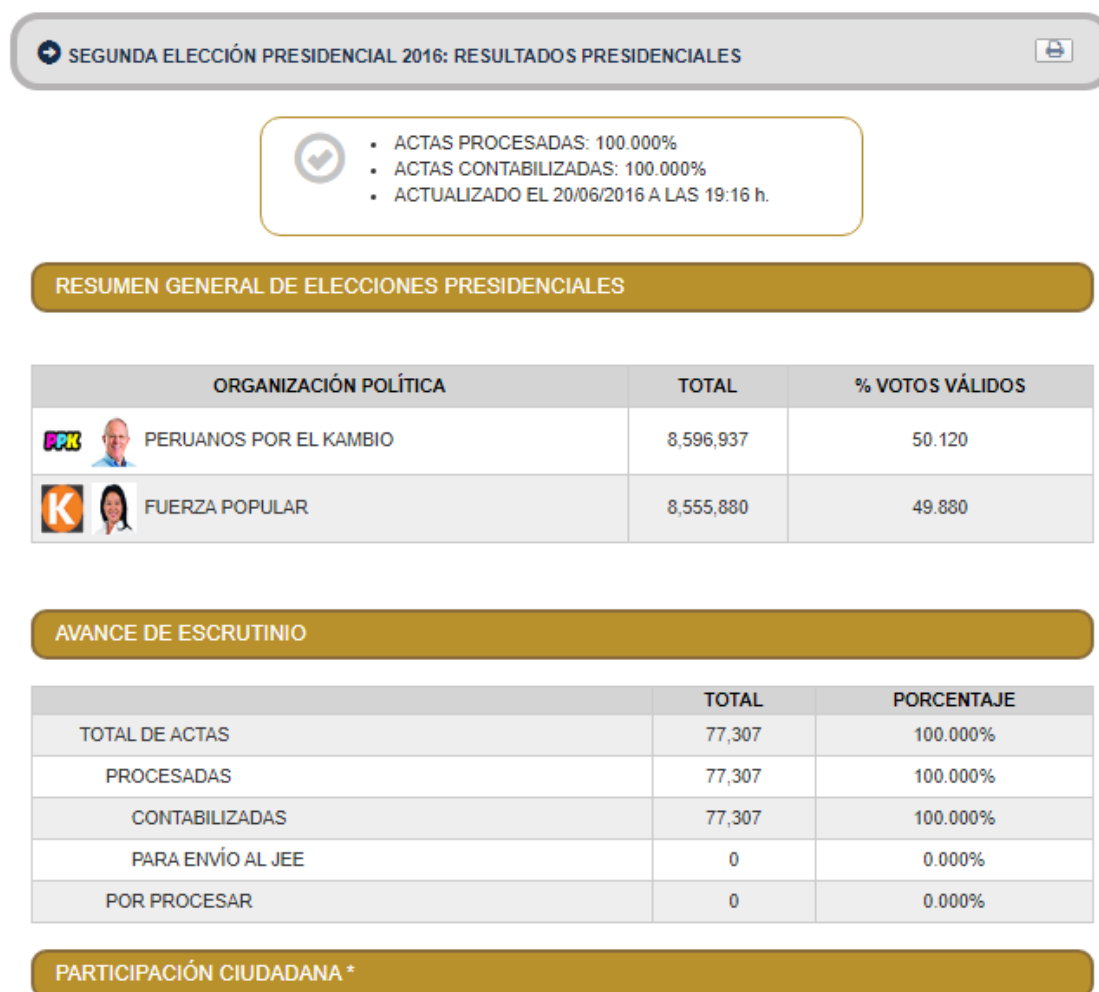 SEGUNDA ELECCIÓN PRESIDENCIAL 2016: RESULTADOS PRESIDENCIALES
ACTAS PROCESADAS: 100.000%
ACTAS CONTABILIZADAS: 100.000%
ACTUALIZADO EL 20/06/2016 A LAS 19:16 h.
RESUMEN GENERAL DE ELECCIONES PRESIDENCIALES
ORGANIZACIÓN POLÍTICA TOTAL % VOTOS VÁLIDOS
PPK PERUANOS POR EL KAMBIO 8,596,937 50.120
K FUERZA POPULAR 8,555,880 49.880
AVANCE DE ESCRUTINIO
TOTAL PORCENTAJE
TOTAL DE ACTAS 77,307 100.000%
PROCESADAS 77,307 100.000%
CONTABILIZADAS 77,307 100.000%
PARA ENVÍO AL JEE 0 0.000%
POR PROCESAR 0 0.000%
PARTICIPACIÓN CIUDADANA *